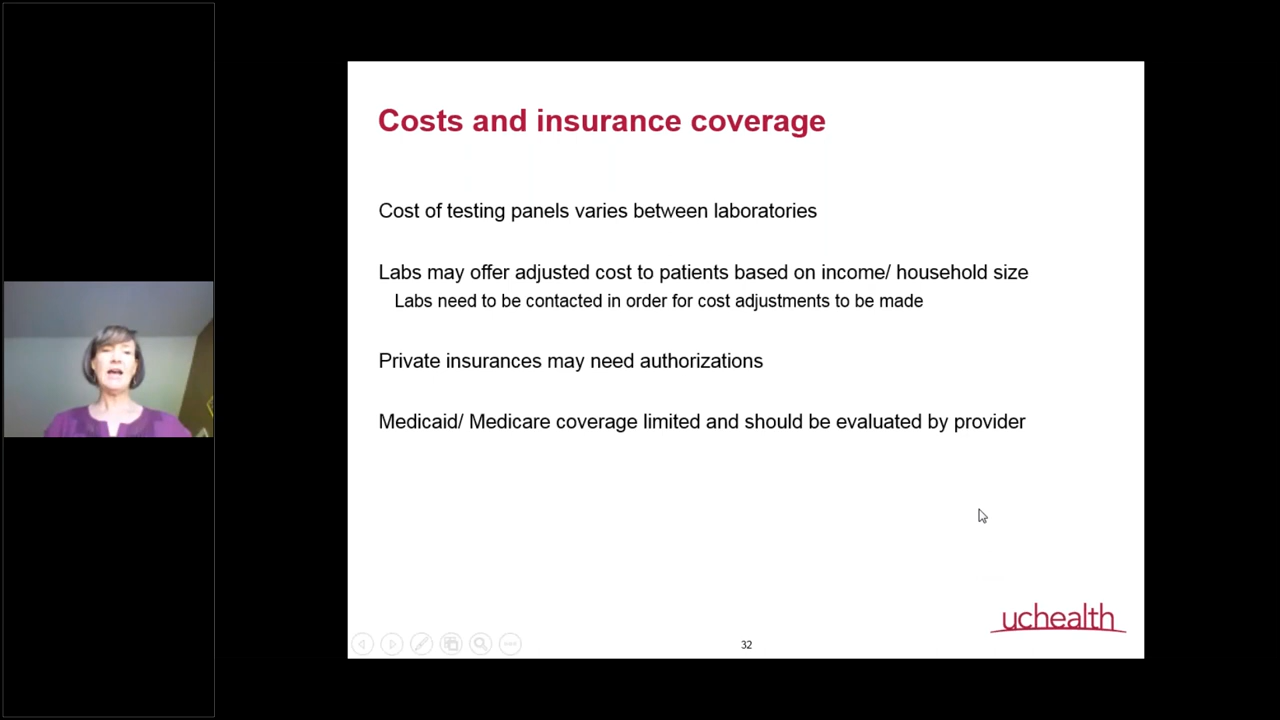 Costs and insurance coverage
Cost of testing panels varies between laboratories
Labs may offer adjusted cost to patients based on income/ household size
Labs need to be contacted in order for cost adjustments to be made
Private insurances may need authorizations
Medicaid/ Medicare coverage limited and should be evaluated by provider
uchealth
32